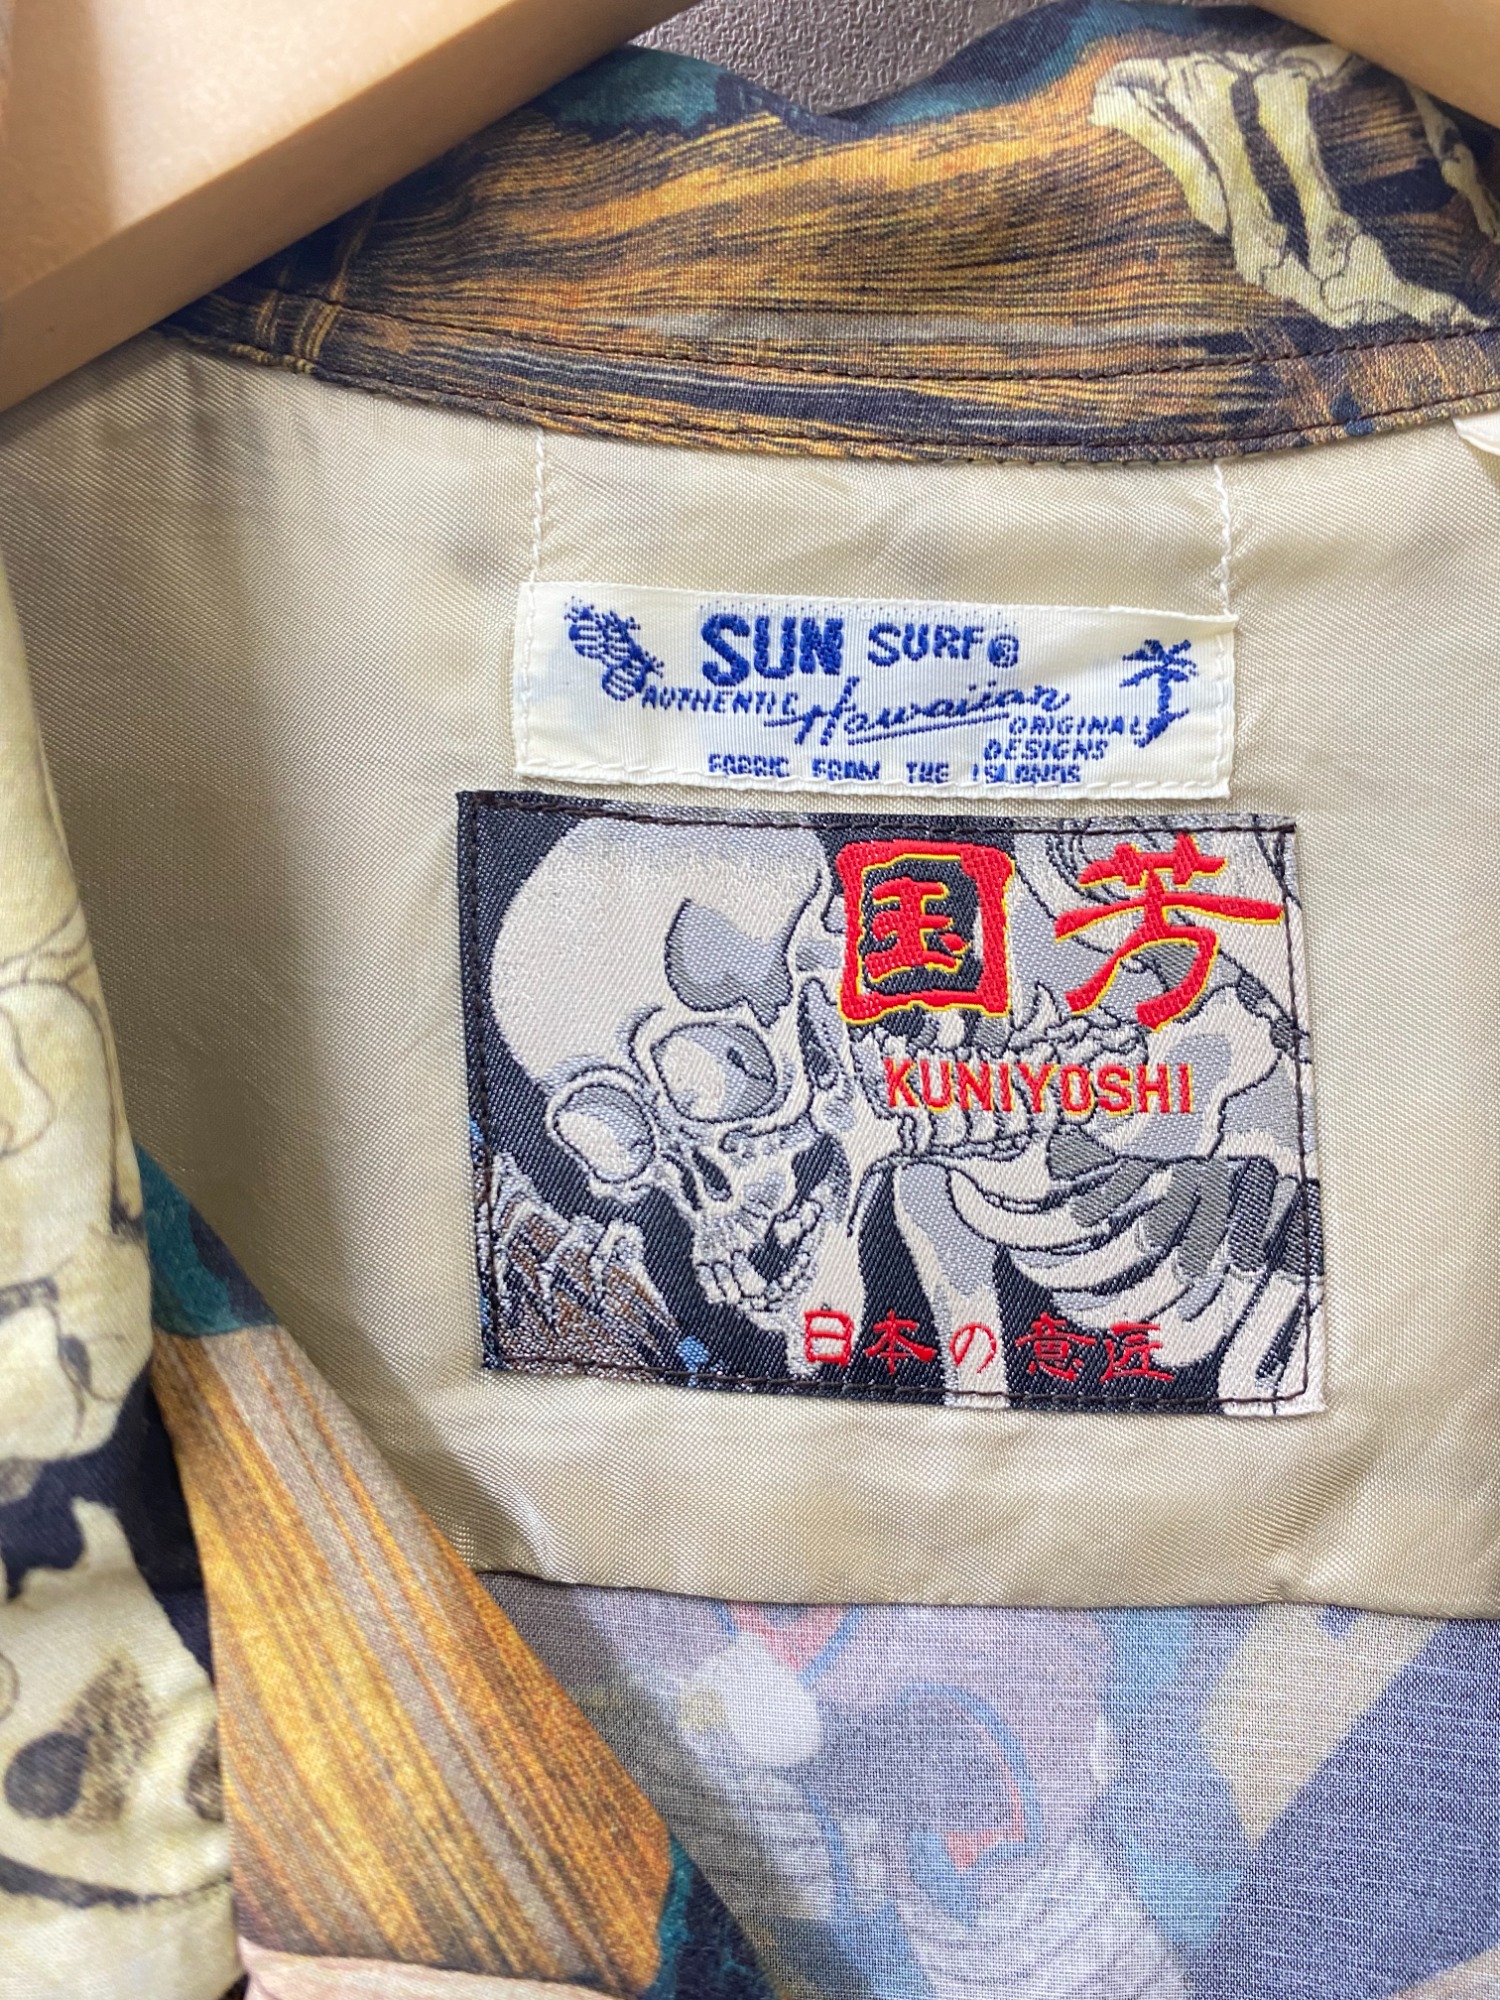 SUN SURF®
AUTHENTIC Hawaiian ORIGINAL
DESIGNS
FABRIC FROM THE ISLANDS
国芳
KUNIYOSHI
日本の意匠